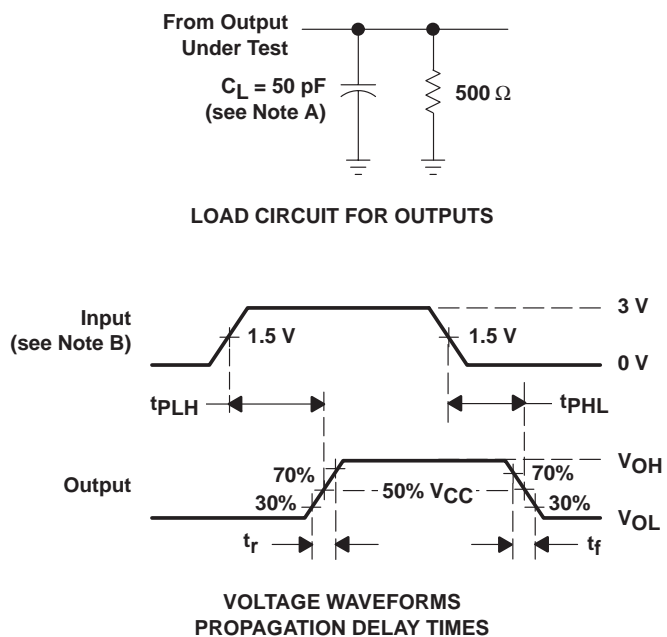 From Output
Under Test
CL = 50 pF
(see Note A)
500 Ω
LOAD CIRCUIT FOR OUTPUTS
Input
(see Note B)
1.5 V
1.5 V
3 V
0 V
tPLH
tPHL
Output
70%
30%
50% VCC
70%
30%
VOH
VOL
tr
tf
VOLTAGE WAVEFORMS
PROPAGATION DELAY TIMES